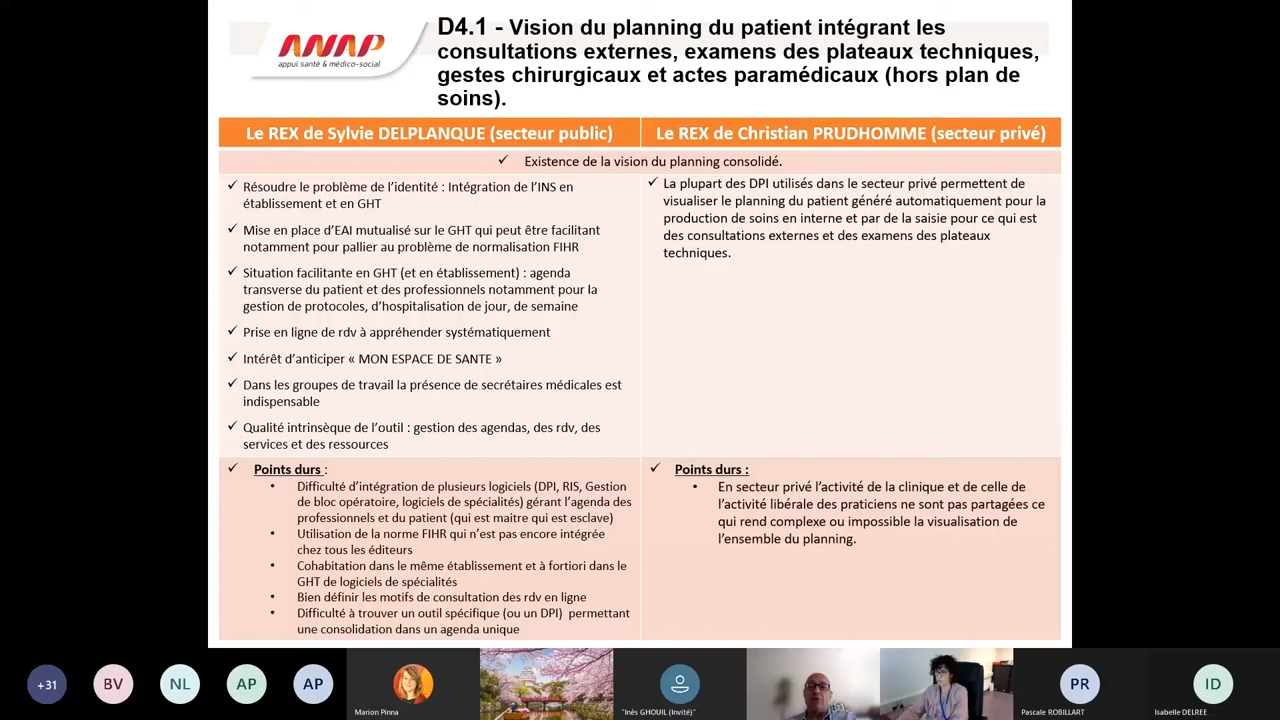 ANAP
appui santé & médico-social
D4.1 - Vision du planning du patient intégrant les
consultations externes, examens des plateaux techniques,
gestes chirurgicaux et actes paramédicaux (hors plan de
soins).
Le REX de Sylvie DELPLANQUE (secteur public)
Le REX de Christian PRUDHOMME (secteur privé)
✓ Existence de la vision du planning consolidé.
✓ Résoudre le problème de l'identité : Intégration de l'INS en
établissement et en GHT
✓ Mise en place d'EAI mutualisé sur le GHT qui peut être facilitant
notamment pour pallier au problème de normalisation FIHR
✓ Situation facilitante en GHT (et en établissement) : agenda
transverse du patient et des professionnels notamment pour la
gestion de protocoles, d'hospitalisation de jour, de semaine
✓ Prise en ligne de rdv à appréhender systématiquement
✓ Intérêt d'anticiper « MON ESPACE DE SANTE »
✓ Dans les groupes de travail la présence de secrétaires médicales est
indispensable
✓ Qualité intrinsèque de l'outil : gestion des agendas, des rdv, des
services et des ressources
✓ La plupart des DPI utilisés dans le secteur privé permettent de
visualiser le planning du patient généré automatiquement pour la
production de soins en interne et par de la saisie pour ce qui est
des consultations externes et des examens des plateaux
techniques.
✓ Points durs :
• Difficulté d'intégration de plusieurs logiciels (DPI, RIS, Gestion
de bloc opératoire, logiciels de spécialités) gérant l'agenda des
professionnels et du patient (qui est maitre qui est esclave)
• Utilisation de la norme FIHR qui n'est pas encore intégrée
chez tous les éditeurs
• Cohabitation dans le même établissement et à fortiori dans le
GHT de logiciels de spécialités
• Bien définir les motifs de consultation des rdv en ligne
• Difficulté à trouver un outil spécifique (ou un DPI) permettant
une consolidation dans un agenda unique
✓ Points durs :
• En secteur privé l'activité de la clinique et de celle de
l'activité libérale des praticiens ne sont pas partagées ce
qui rend complexe ou impossible la visualisation de
l'ensemble du planning.
+31
BV
NL
AP
AP
Marion Pinna
"Inès GHOUIL (Invité)"
PR
Pascale ROBILLART
ID
Isabelle DELREE